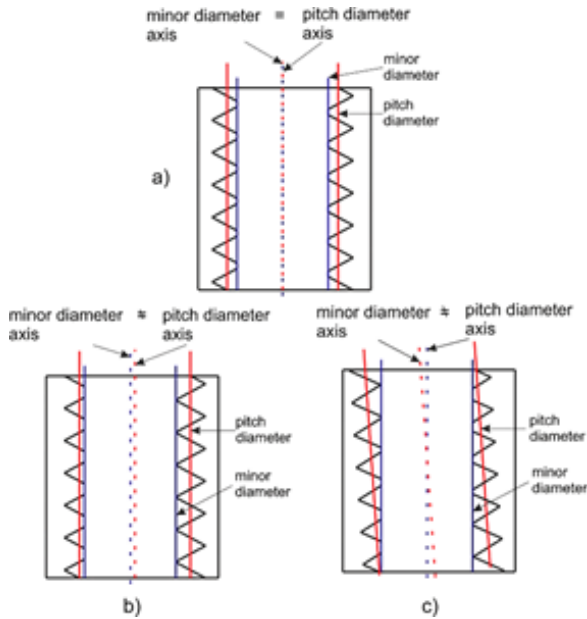 minor diameter = pitch diameter
axis axis
minor
diameter
pitch
diameter
a)
minor diameter ≠ pitch diameter
axis axis
pitch
diameter
minor
diameter
b)
minor diameter ≠ pitch diameter
axis axis
pitch
diameter
minor
diameter
c)